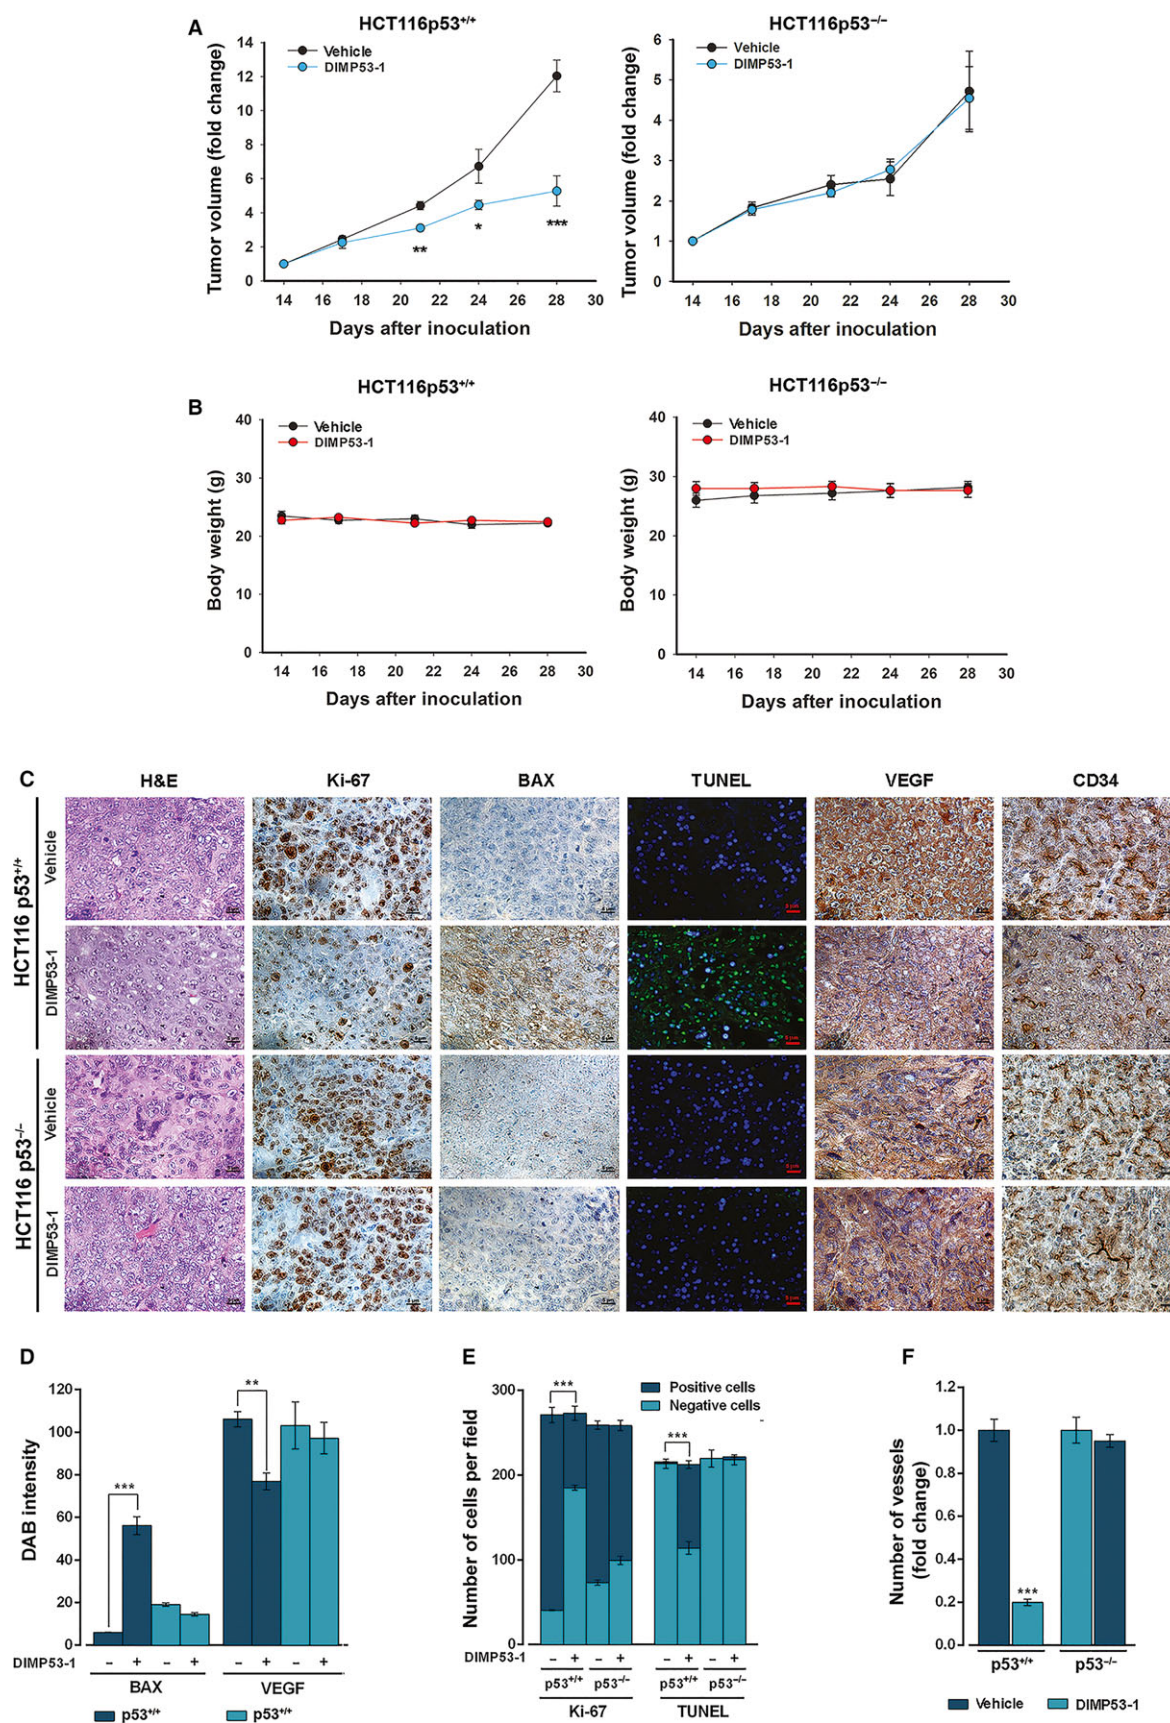 A
HCT116p53+/+
Vehicle
DIMP53-1
Tumor volume (fold change)
14
12
10
8
6
4
2
0
**
*
***
14 16 18 20 22 24 26 28 30
Days after inoculation
HCT116p53–/–
Vehicle
DIMP53-1
Tumor volume (fold change)
6
5
4
3
2
1
0
14 16 18 20 22 24 26 28 30
Days after inoculation
B
HCT116p53+/+
Vehicle
DIMP53-1
Body weight (g)
40
30
20
10
0
14 16 18 20 22 24 26 28 30
Days after inoculation
HCT116p53–/–
Vehicle
DIMP53-1
Body weight (g)
40
30
20
10
0
14 16 18 20 22 24 26 28 30
Days after inoculation
C
H&E Ki-67 BAX TUNEL VEGF CD34
HCT116 p53+/+
Vehicle
DIMP53-1
HCT116 p53–/–
Vehicle
DIMP53-1
D
DAB intensity
120
100
80
60
40
20
0
***
**
DIMP53-1 – + – + – + – +
BAX VEGF
p53+/+ p53+/+
E
Number of cells per field
300
200
100
0
Positive cells
Negative cells
***
***
DIMP53-1 – + – + – + – +
p53+/+ p53–/– p53+/+ p53–/–
Ki-67 TUNEL
F
Number of vessels
(fold change)
1.2
1.0
0.8
0.6
0.4
0.2
0.0
***
p53+/+ p53–/–
Vehicle DIMP53-1